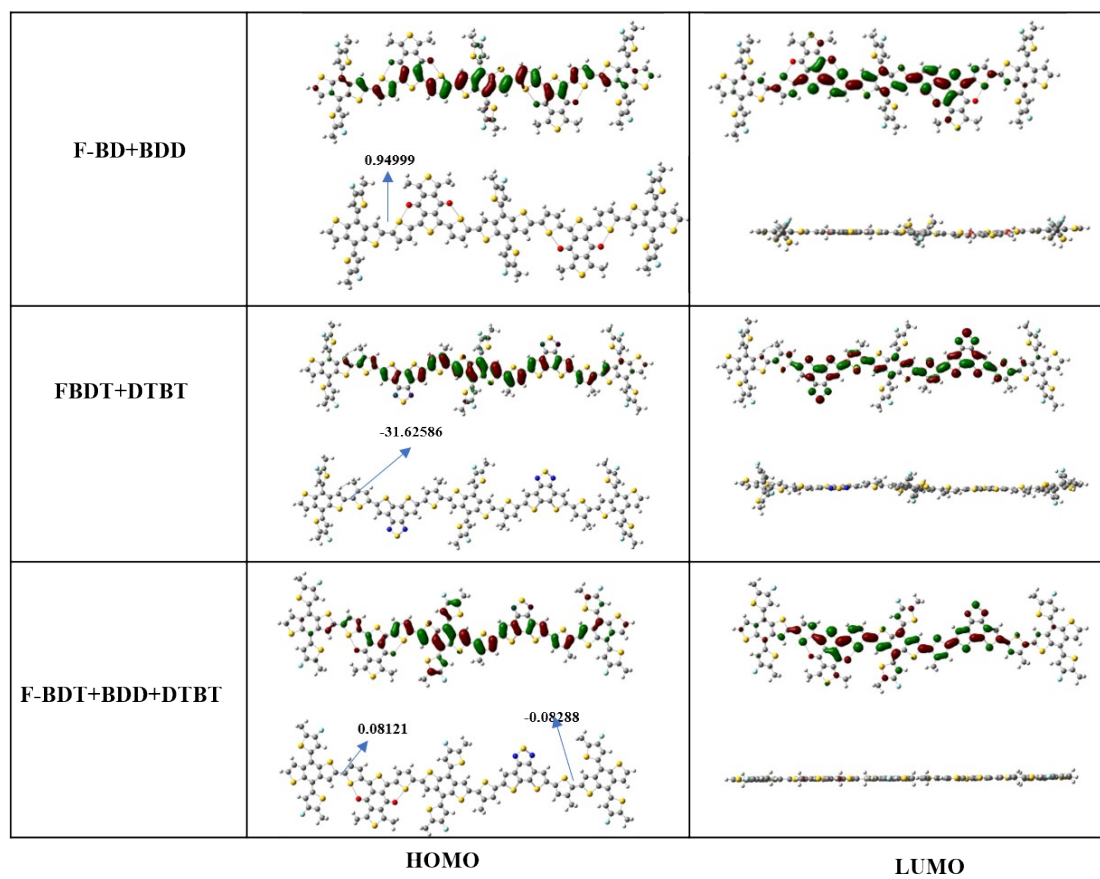 F-BD+BDD
0.94999
FBDT+DTBT
-31.62586
F-BDT+BDD+DTBT
0.08121
-0.08288
HOMO
LUMO